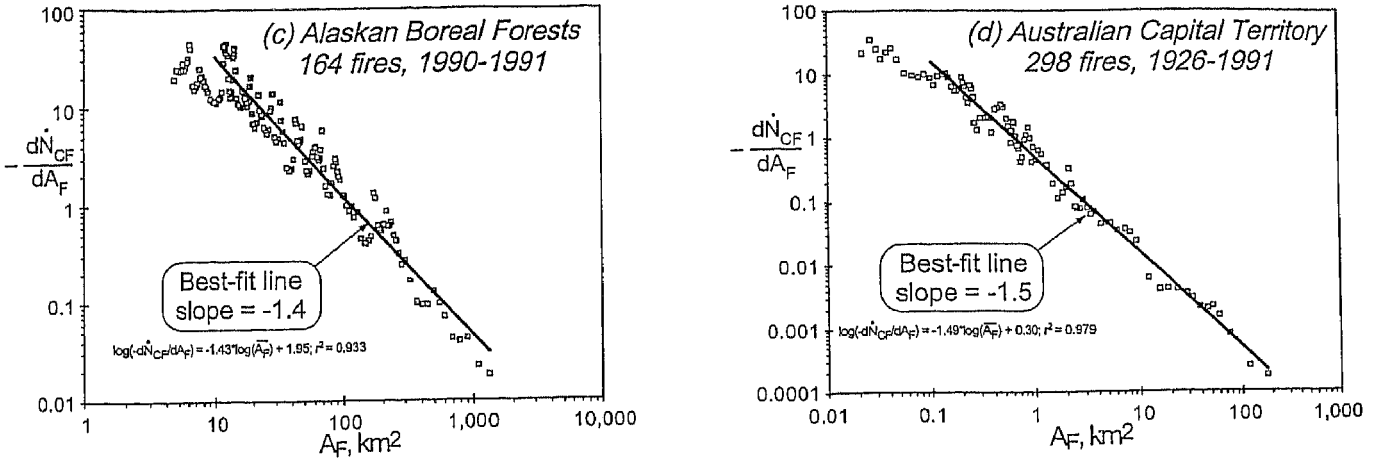 (c) Alaskan Boreal Forests
164 fires, 1990-1991
100
10
1
0.1
0.01
- dṄCF
dAF
Best-fit line
slope = -1.4
log(-dṄCF/dAF) = -1.43*log(A̅F̅) + 1.95; r² = 0.933
1
10
100
1,000
10,000
AF, km²
(d) Australian Capital Territory
298 fires, 1926-1991
100
10
1
0.1
0.01
0.001
0.0001
- dṄCF
dAF
Best-fit line
slope = -1.5
log(-dṄCF/dAF) = -1.49*log(A̅F̅) + 0.30; r² = 0.979
0.01
0.1
1
10
100
1,000
AF, km²